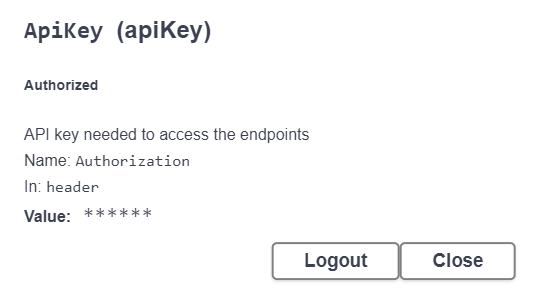 ApiKey (apiKey)
Authorized
API key needed to access the endpoints
Name: Authorization
In: header
Value: ******
Logout Close